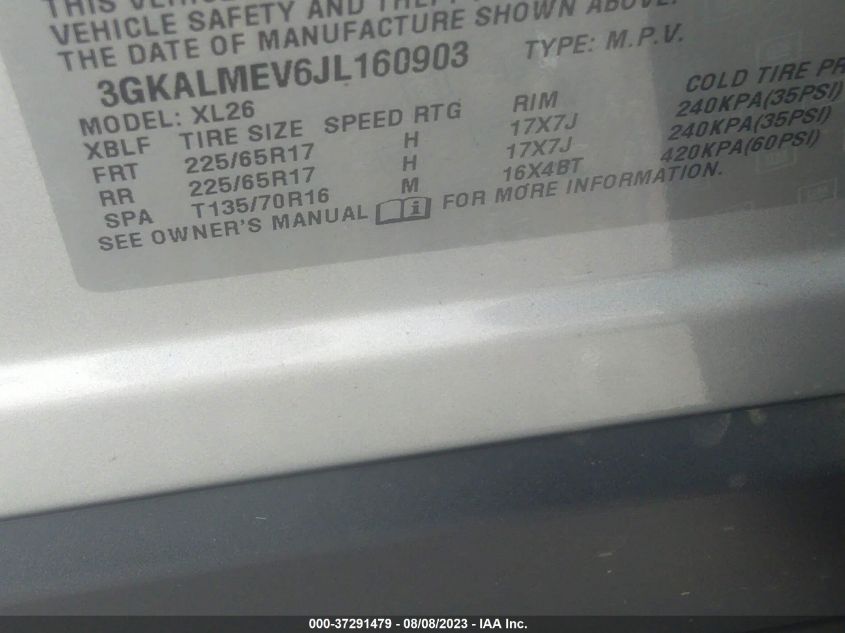 THIS VEHICLE
VEHICLE SAFETY AND THEFT
THE DATE OF MANUFACTURE SHOWN ABOVE.
3GKALMEV6JL160903 TYPE: M.P.V.
MODEL: XL26
XBLF TIRE SIZE SPEED RTG RIM COLD TIRE
FRT 225/65R17 H 17X7J 240KPA(35PSI)
RR 225/65R17 H 17X7J 240KPA(35PSI)
SPA T135/70R16 M 16X4BT 420KPA(60PSI)
SEE OWNER'S MANUAL FOR MORE INFORMATION.
000-37291479 - 08/08/2023 - IAA Inc.